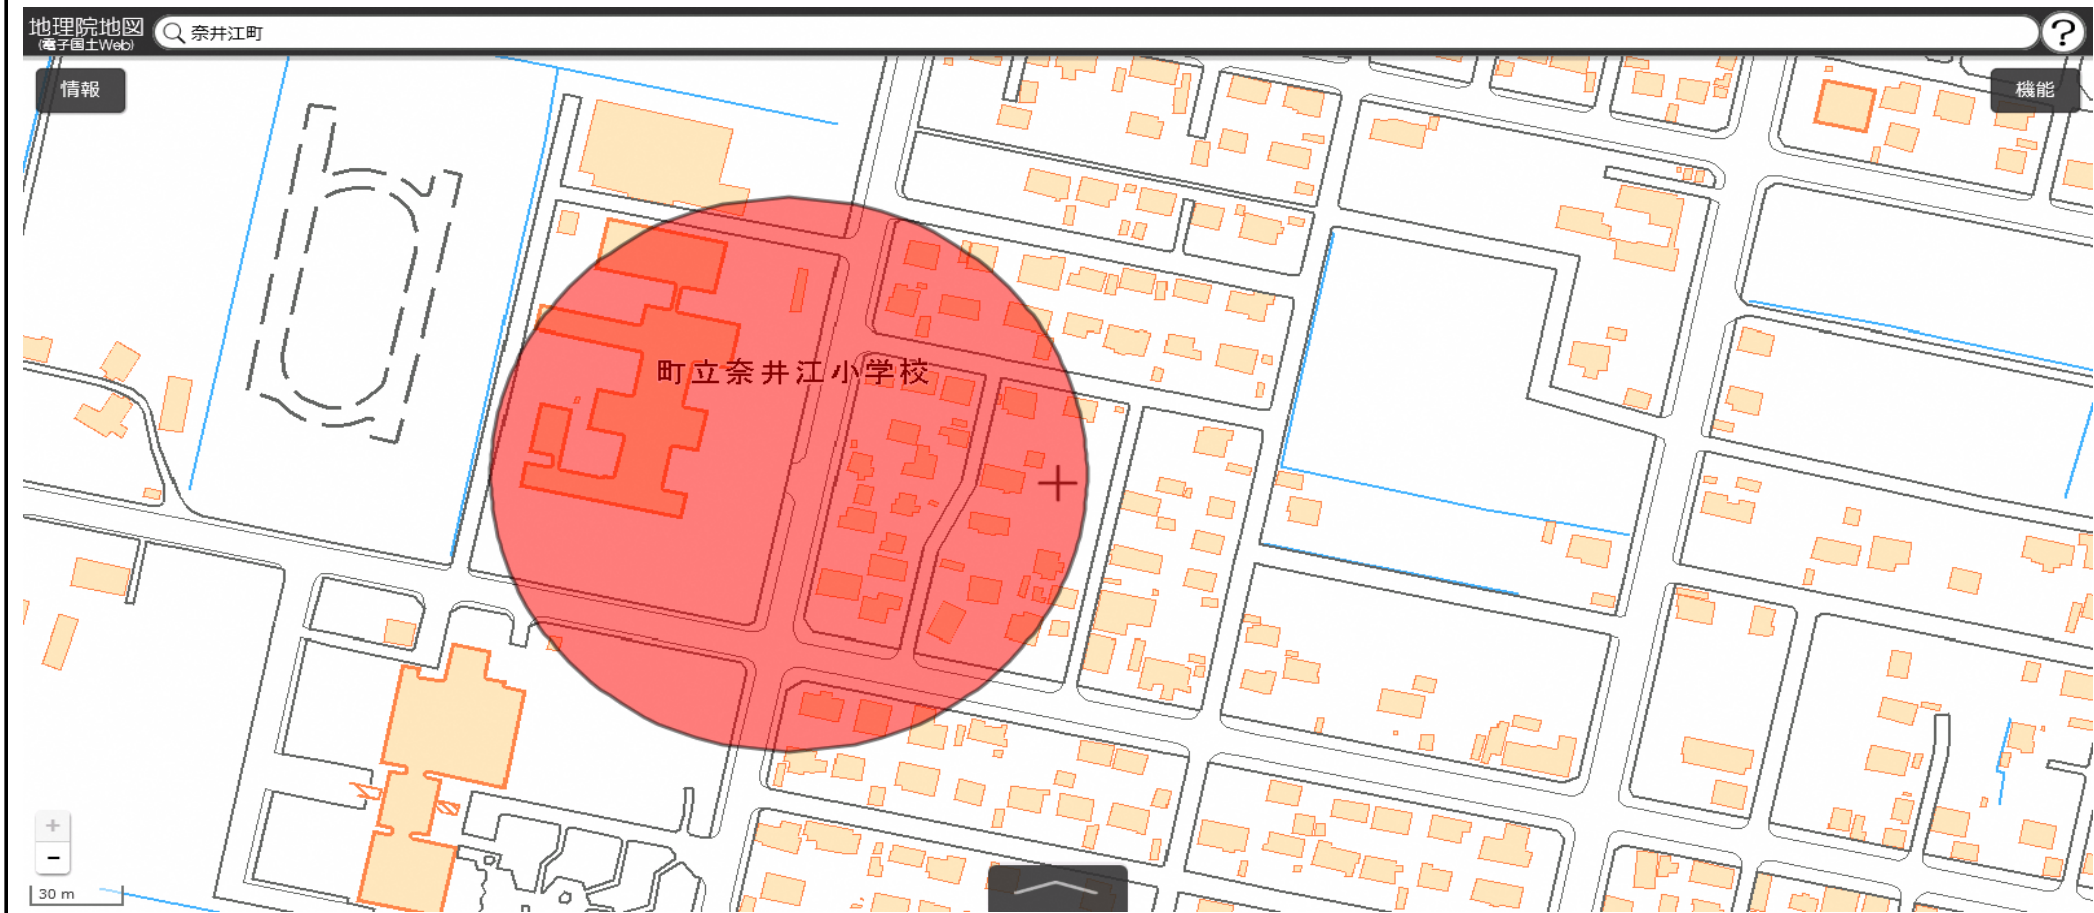 地理院地図
(電子国土Web)
奈井江町
?
情報
機能
町立奈井江小学校
+
−
30 m